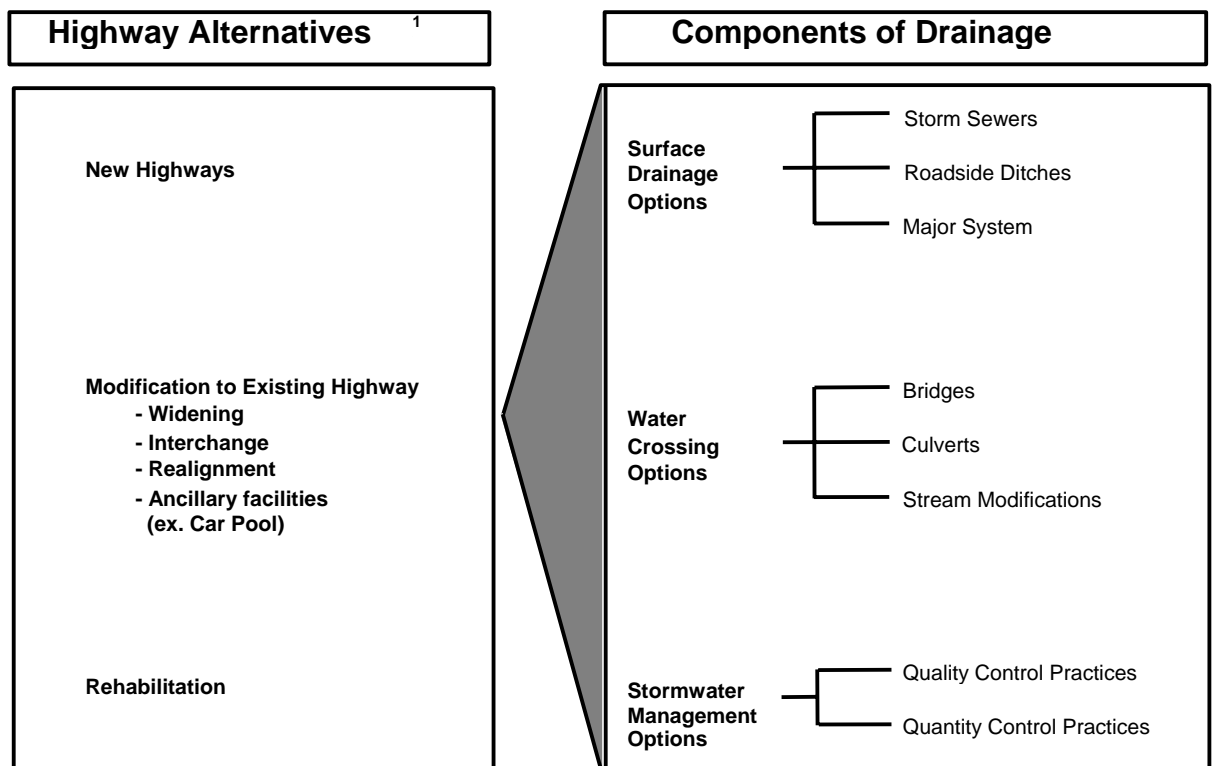 Highway Alternatives 1
Components of Drainage
New Highways
Modification to Existing Highway
- Widening
- Interchange
- Realignment
- Ancillary facilities
(ex. Car Pool)
Rehabilitation
Surface
Drainage
Options
Storm Sewers
Roadside Ditches
Major System
Water
Crossing
Options
Bridges
Culverts
Stream Modifications
Stormwater
Management
Options
Quality Control Practices
Quantity Control Practices